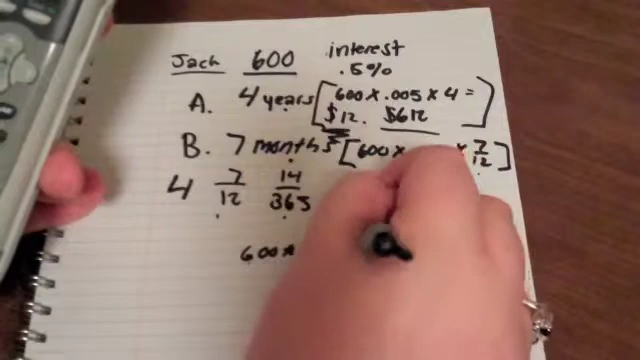 Jack 600 interest
.5%
A. 4 years [600 x .005 x 4 =
$12. $612 ]
B. 7 months [600 x x 7/12]
4 7/12 14/365
600 x